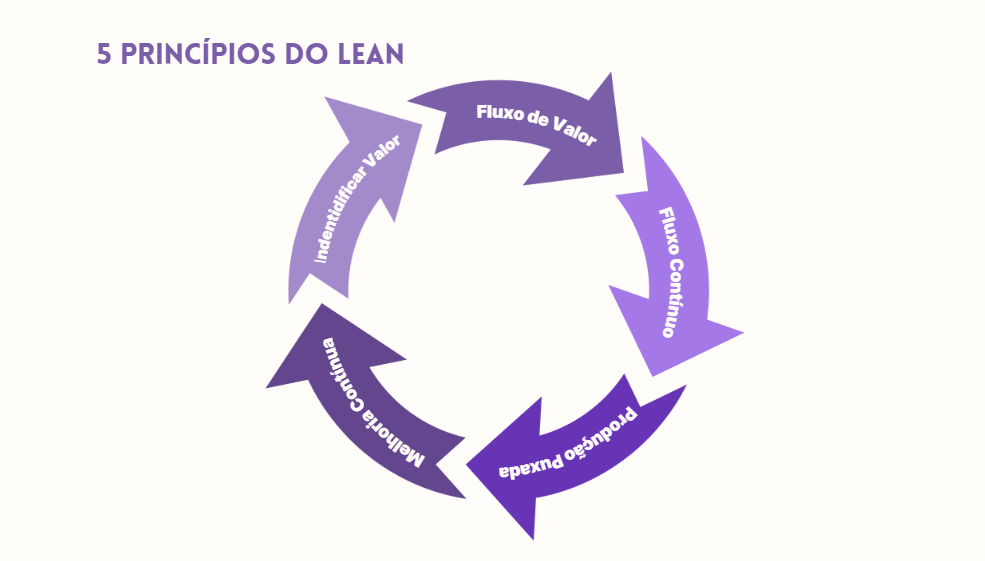 5 PRINCÍPIOS DO LEAN
Indentidificar Valor
Fluxo de Valor
Fluxo Contínuo
Produção Puxada
Melhoria Contínua